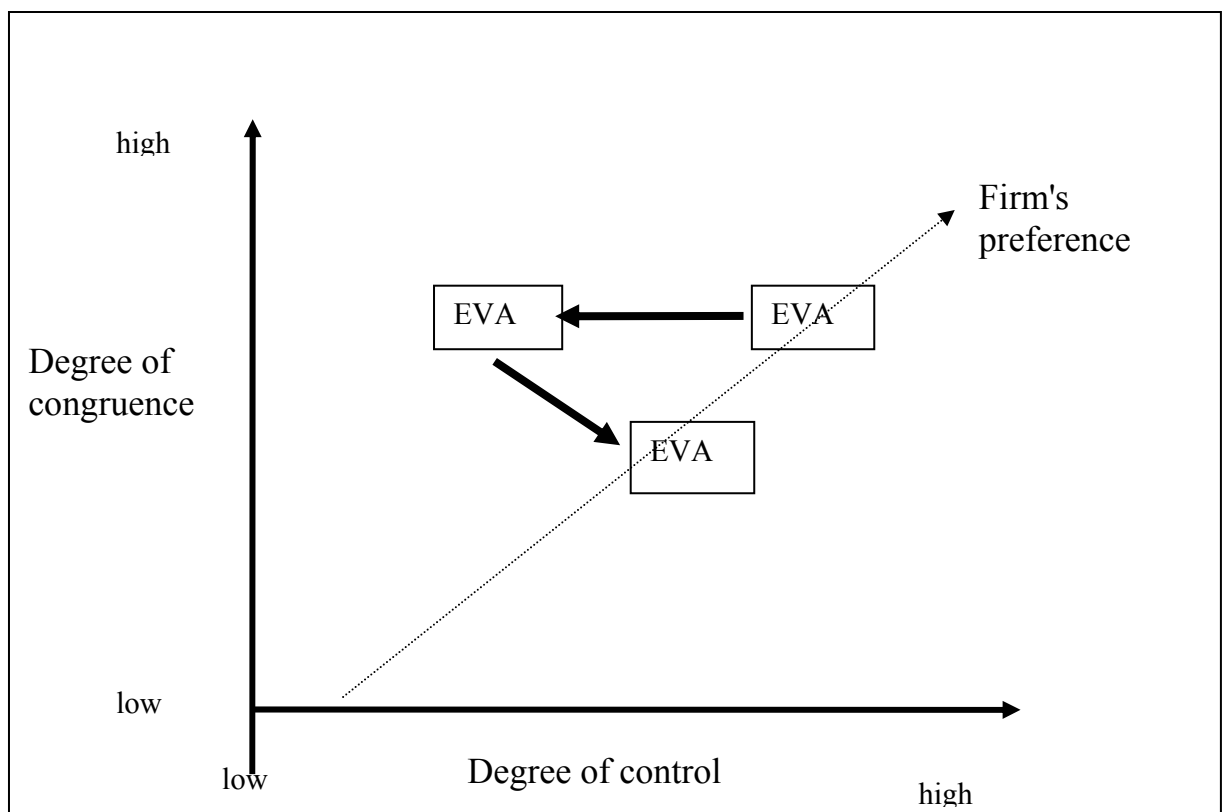 high
Firm's
preference
EVA
EVA
Degree of
congruence
EVA
low
low
Degree of control
high